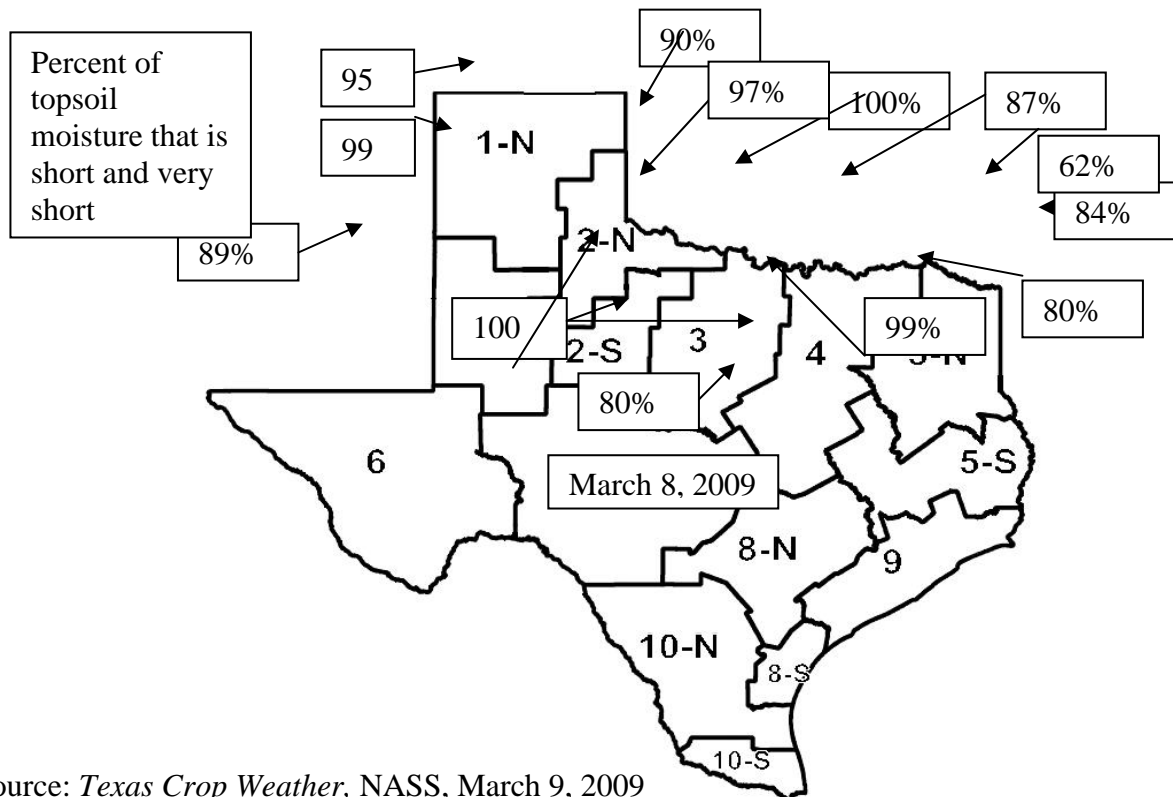 Percent of
topsoil
moisture that is
short and very
short
95
99
89%
90%
97%
100%
87%
62%
84%
80%
1-N
2-N
100
2-S
3
80%
4
99%
6
March 8, 2009
5-S
8-N
9
10-N
8-S
10-S
ource: Texas Crop Weather, NASS, March 9, 2009